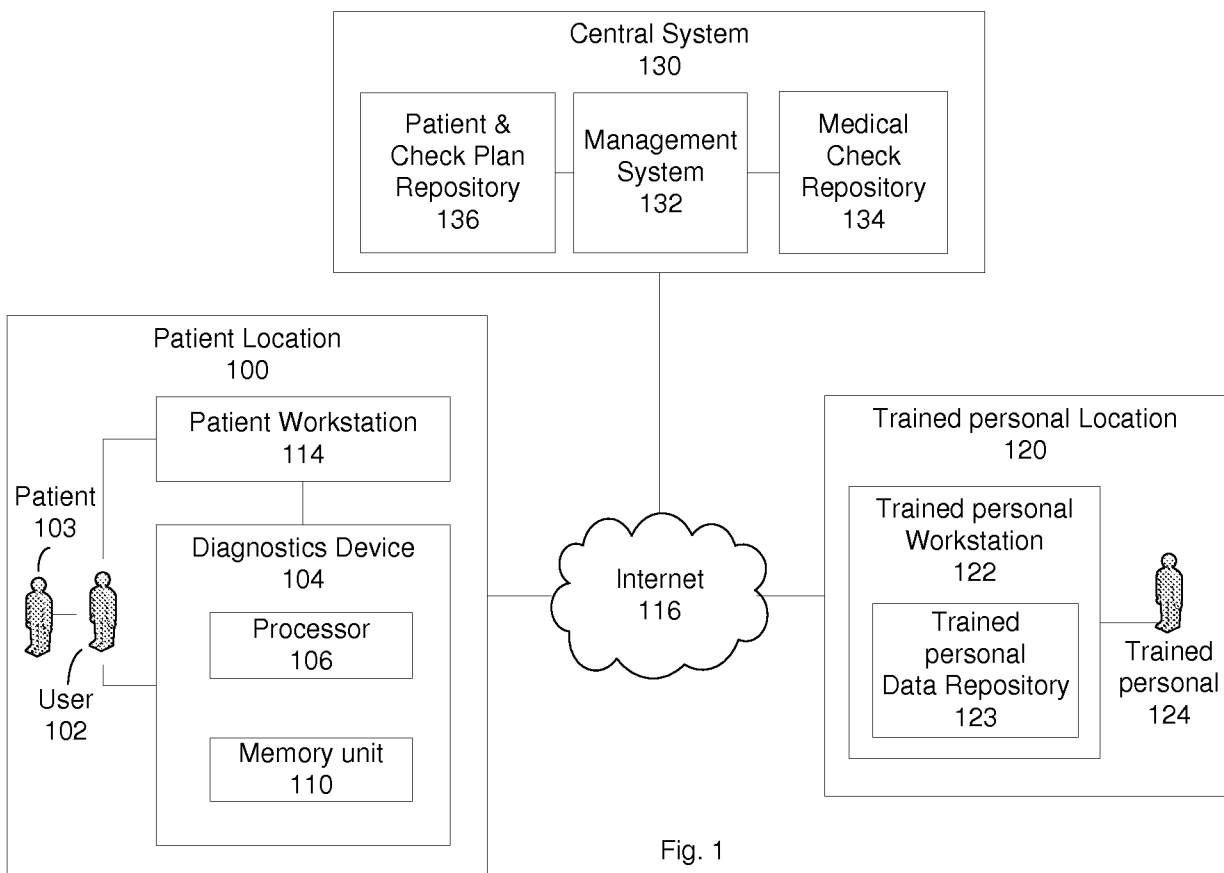 Central System
130
Patient &
Check Plan
Repository
136
Management
System
132
Medical
Check
Repository
134
Patient Location
100
Patient Workstation
114
Patient
103
Diagnostics Device
104
Processor
106
User
102
Memory unit
110
Internet
116
Trained personal Location
120
Trained personal
Workstation
122
Trained
personal
Data Repository
123
Trained
personal
124
Fig. 1